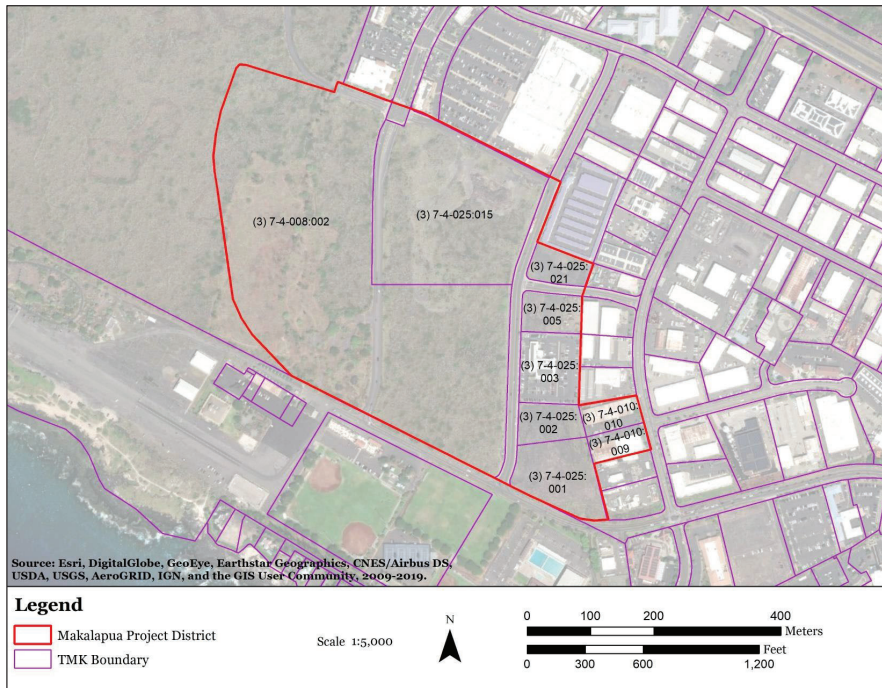 (3) 7-4-008:002
(3) 7-4-025:015
(3) 7-4-025:
021
(3) 7-4-025:
005
(3) 7-4-025:
003
(3) 7-4-025:
002
(3) 7-4-010:
010
(3) 7-4-010:
009
(3) 7-4-025:
001
Source: Esri, DigitalGlobe, GeoEye, Earthstar Geographics, CNES/Airbus DS,
USDA, USGS, AeroGRID, IGN, and the GIS User Community, 2009-2019.
Legend
Makalapua Project District
TMK Boundary
Scale 1:5,000
N
0 100 200 400
Meters
Feet
0 300 600 1,200